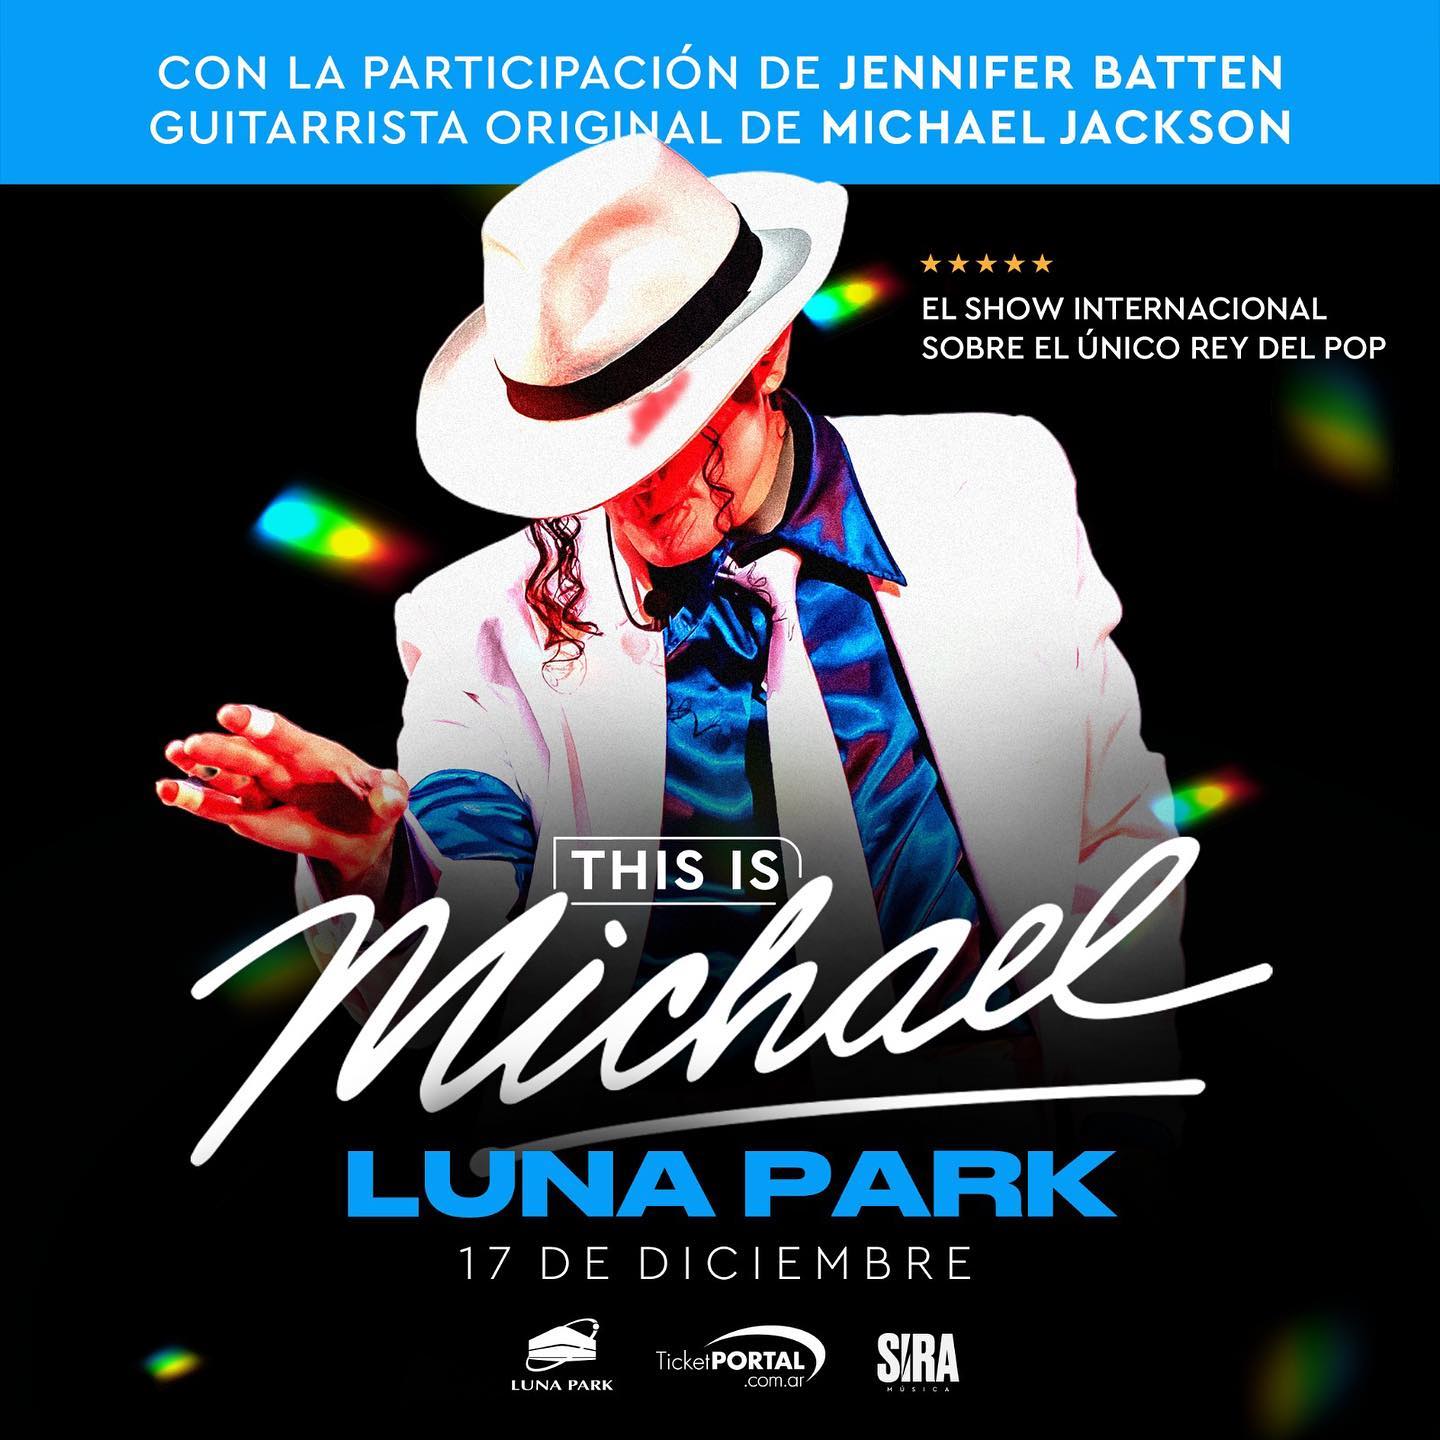 CON LA PARTICIPACIÓN DE JENNIFER BATTEN
GUITARRISTA ORIGINAL DE MICHAEL JACKSON
★★★★★
EL SHOW INTERNACIONAL
SOBRE EL ÚNICO REY DEL POP
THIS IS
Michael
LUNA PARK
17 DE DICIEMBRE
LUNA PARK
TicketPORTAL
.com.ar
SIRA
MÚSICA